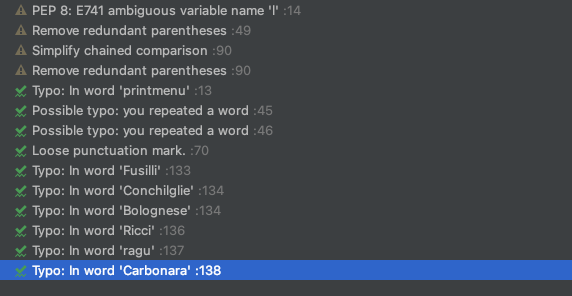 PEP 8: E741 ambiguous variable name 'l' :14
Remove redundant parentheses :49
Simplify chained comparison :90
Remove redundant parentheses :90
Typo: In word 'printmenu' :13
Possible typo: you repeated a word :45
Possible typo: you repeated a word :46
Loose punctuation mark. :70
Typo: In word 'Fusilli' :133
Typo: In word 'Conchilglie' :134
Typo: In word 'Bolognese' :134
Typo: In word 'Ricci' :136
Typo: In word 'ragu' :137
Typo: In word 'Carbonara' :138